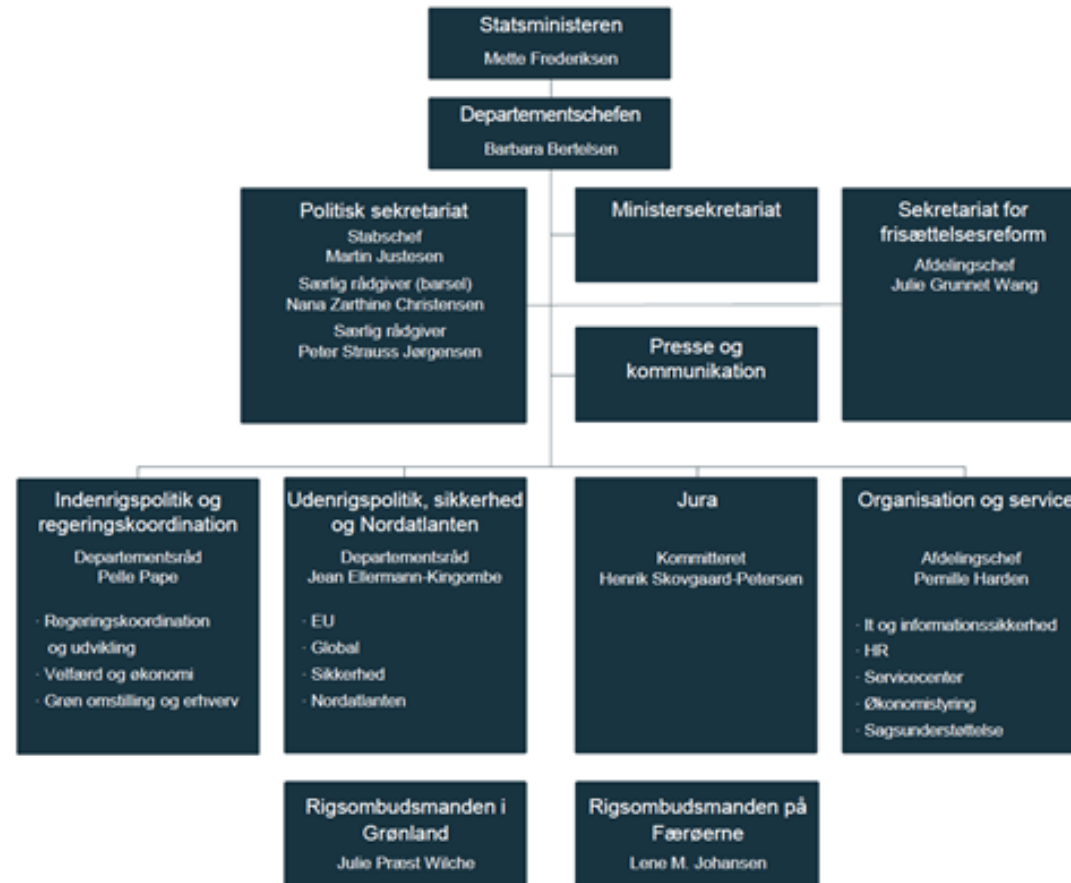 Statsministeren
Mette Frederiksen
Departementschefen
Barbara Bertelsen
Politisk sekretariat
Stabschef
Martin Justesen
Særlig rådgiver (barsel)
Nana Zarthine Christensen
Særlig rådgiver
Peter Strauss Jørgensen
Ministersekretariat
Presse og
kommunikation
Sekretariat for
frisættelsesreform
Afdelingschef
Julie Grunnet Wang
Indenrigspolitik og
regeringskoordination
Departementsråd
Pelle Pape
· Regeringskoordination
og udvikling
· Velfærd og økonomi
· Grøn omstilling og erhverv
Udenrigspolitik, sikkerhed
og Nordatlanten
Departementsråd
Jean Ellermann-Kingombe
· EU
· Global
· Sikkerhed
· Nordatlanten
Jura
Kommitteret
Henrik Skovgaard-Petersen
Organisation og service
Afdelingschef
Pernille Harden
· It og informationssikkerhed
· HR
· Servicecenter
· Økonomistyring
· Sagsunderstøttelse
Rigsombudsmanden i
Grønland
Julie Præst Wilche
Rigsombudsmanden på
Færøerne
Lene M. Johansen